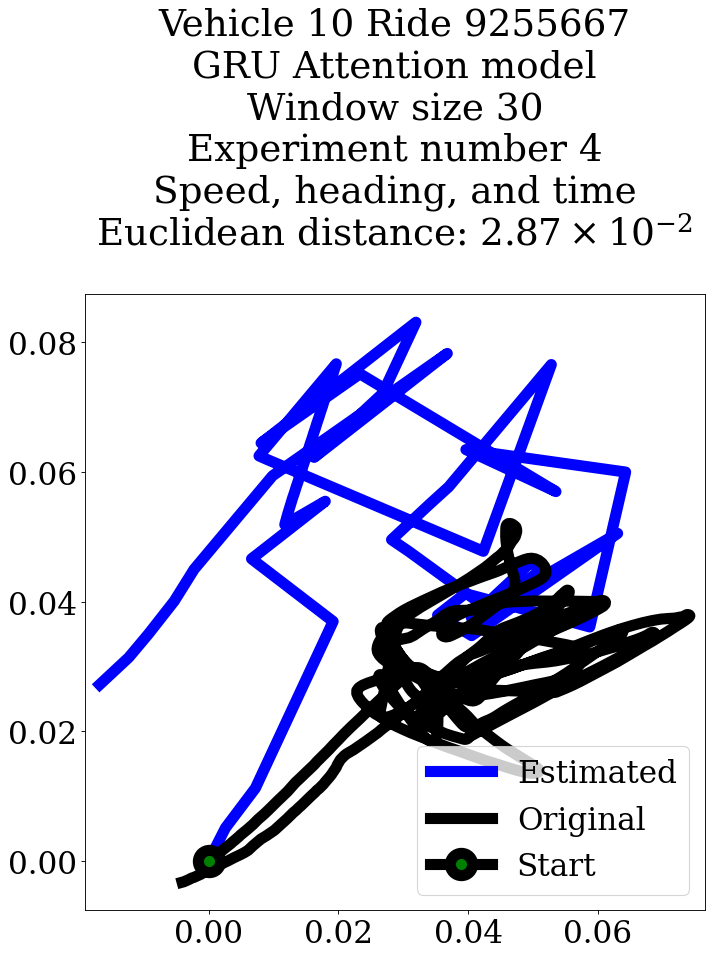 Vehicle 10 Ride 9255667
GRU Attention model
Window size 30
Experiment number 4
Speed, heading, and time
Euclidean distance: 2.87 × 10⁻²
0.08
0.06
0.04
0.02
0.00
Estimated
Original
Start
0.00 0.02 0.04 0.06